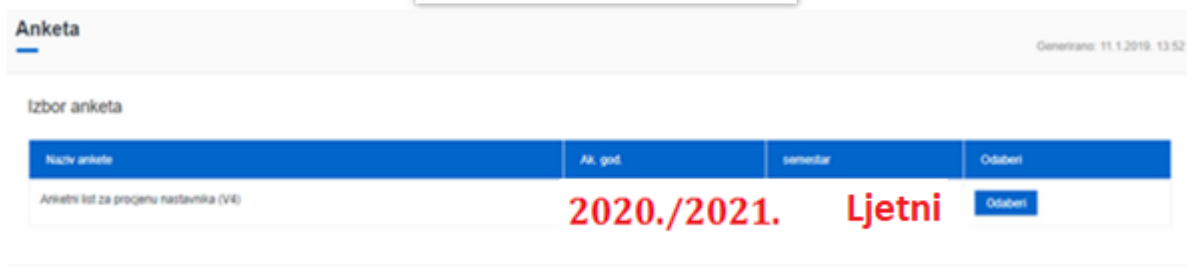 Anketa
Generirano: 11.1.2019. 13:52
Izbor anketa
Naziv ankete Ak. god. semestar Odaberi
Anketni list za procjenu nastavnika (V4) 2020./2021. Ljetni Odaberi